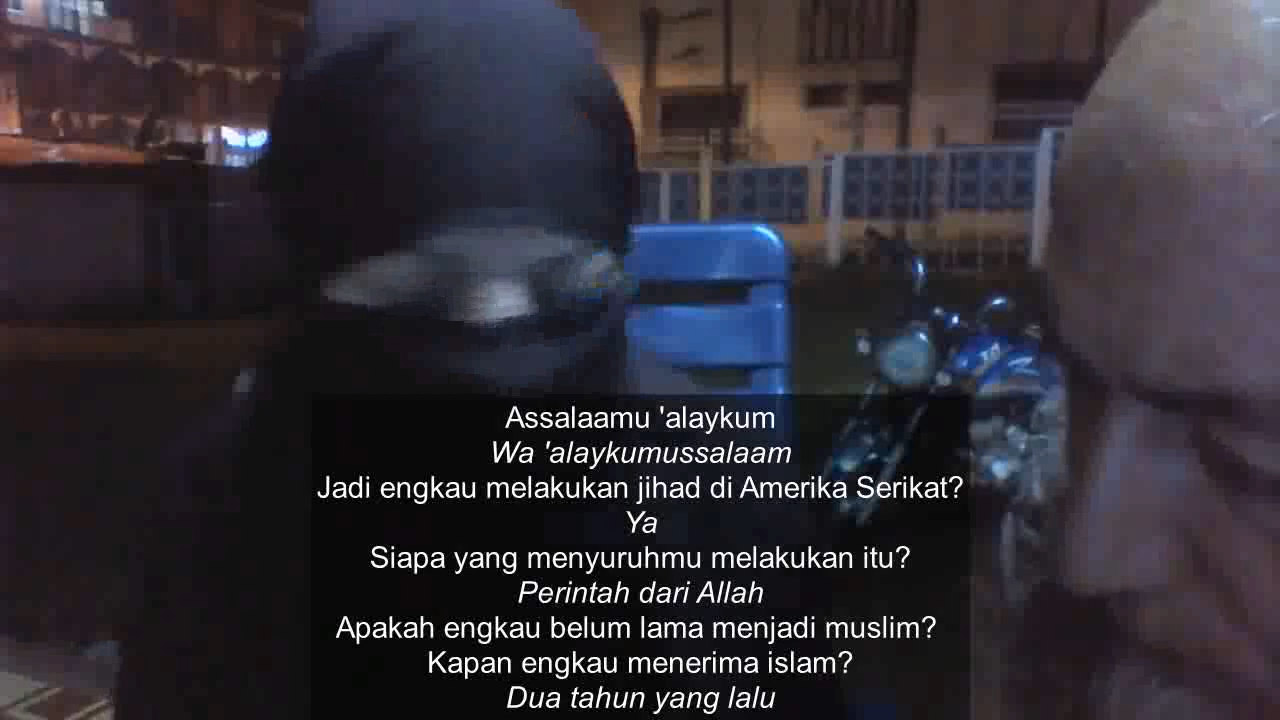 Assalaamu 'alaykum
Wa 'alaykumussalaam
Jadi engkau melakukan jihad di Amerika Serikat?
Ya
Siapa yang menyuruhmu melakukan itu?
Perintah dari Allah
Apakah engkau belum lama menjadi muslim?
Kapan engkau menerima islam?
Dua tahun yang lalu